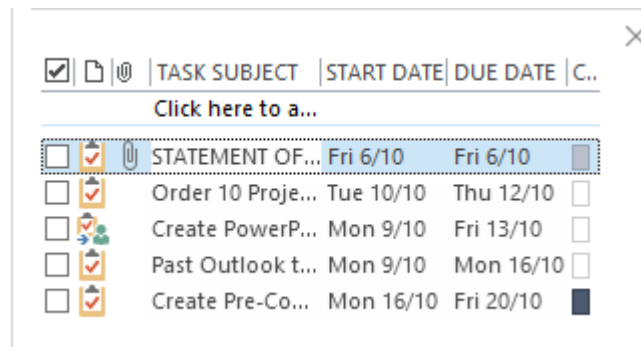 TASK SUBJECT START DATE DUE DATE C..
Click here to a...
STATEMENT OF... Fri 6/10 Fri 6/10
Order 10 Proje... Tue 10/10 Thu 12/10
Create PowerP... Mon 9/10 Fri 13/10
Past Outlook t... Mon 9/10 Mon 16/10
Create Pre-Co... Mon 16/10 Fri 20/10